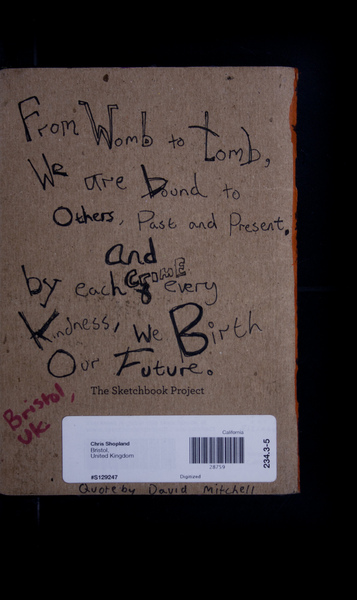 From Womb to tomb,
We are bound to
Others, Past and Present.
And
by each CRIME & every
Kindness, We Birth
Our Future.
The Sketchbook Project
Bristol,
UK.
California
Chris Shopland
Bristol,
United Kingdom
28719
234.3-5
#S129247
Digitized
Quote by David Mitchell